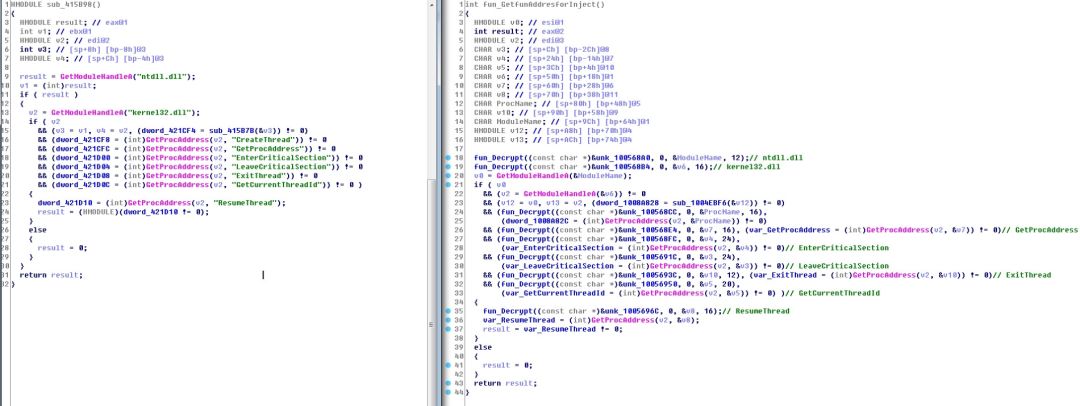 1 HMODULE sub_415B98()
2 {
3 HMODULE result; // eax@1
4 int v1; // ebx@1
5 HMODULE v2; // edi@2
6 int v3; // [sp+8h] [bp-8h]@3
7 HMODULE v4; // [sp+Ch] [bp-4h]@3
8
9 result = GetModuleHandleA("ntdll.dll");
10 v1 = (int)result;
11 if ( result )
12 {
13 v2 = GetModuleHandleA("kernel32.dll");
14 if ( v2
15 && (v3 = v1, v4 = v2, (dword_421CF4 = sub_415B7B(&v3)) != 0)
16 && (dword_421CF8 = (int)GetProcAddress(v2, "CreateThread")) != 0
17 && (dword_421CFC = (int)GetProcAddress(v2, "GetProcAddress")) != 0
18 && (dword_421D00 = (int)GetProcAddress(v2, "EnterCriticalSection")) != 0
19 && (dword_421D04 = (int)GetProcAddress(v2, "LeaveCriticalSection")) != 0
20 && (dword_421D08 = (int)GetProcAddress(v2, "ExitThread")) != 0
21 && (dword_421D0C = (int)GetProcAddress(v2, "GetCurrentThreadId")) != 0 )
22 {
23 dword_421D10 = (int)GetProcAddress(v2, "ResumeThread");
24 result = (HMODULE)(dword_421D10 != 0);
25 }
26 else
27 {
28 result = 0;
29 }
30 }
31 return result;
32 }
1 int fun_GetfunAddresforInject()
2 {
3 HMODULE v0; // esi@1
4 int result; // eax@2
5 HMODULE v2; // edi@3
6 CHAR v3; // [sp+Ch] [bp-2Ch]@8
7 CHAR v4; // [sp+24h] [bp-14h]@7
8 CHAR v5; // [sp+3Ch] [bp+4h]@10
9 CHAR v6; // [sp+50h] [bp+18h]@1
10 CHAR v7; // [sp+60h] [bp+28h]@6
11 CHAR v8; // [sp+70h] [bp+38h]@11
12 CHAR ProcName; // [sp+80h] [bp+48h]@5
13 CHAR v10; // [sp+90h] [bp+58h]@9
14 CHAR ModuleName; // [sp+9Ch] [bp+64h]@1
15 HMODULE v12; // [sp+A8h] [bp+70h]@4
16 HMODULE v13; // [sp+ACh] [bp+74h]@4
17
18 fun_Decrypt((const char *)&unk_100568A0, 0, &ModuleName, 12);// ntdll.dll
19 fun_Decrypt((const char *)&unk_100568B4, 0, &v6, 16);// kernel32.dll
20 v0 = GetModuleHandleA(&ModuleName);
21 if ( v0
22 && (v2 = GetModuleHandleA(&v6)) != 0
23 && (v12 = v0, v13 = v2, (dword_1008A828 = sub_1004EBF6(&v12)) != 0)
24 && (fun_Decrypt((const char *)&unk_100568CC, 0, &ProcName, 16),
25 (dword_1008A82C = (int)GetProcAddress(v2, &ProcName)) != 0)
26 && (fun_Decrypt((const char *)&unk_100568E4, 0, &v7, 16), (var_GetProcAddress = (int)GetProcAddress(v2, &v7)) != 0)// GetProcAddress
27 && (fun_Decrypt((const char *)&unk_100568FC, 0, &v4, 24),
28 (var_EnterCriticalSection = (int)GetProcAddress(v2, &v4)) != 0)// EnterCriticalSection
29 && (fun_Decrypt((const char *)&unk_1005691C, 0, &v3, 24),
30 (var_LeaveCriticalSection = (int)GetProcAddress(v2, &v3)) != 0)// LeaveCriticalSection
31 && (fun_Decrypt((const char *)&unk_1005693C, 0, &v10, 12), (var_ExitThread = (int)GetProcAddress(v2, &v10)) != 0)// ExitThread
32 && (fun_Decrypt((const char *)&unk_10056950, 0, &v5, 20),
33 (var_GetCurrentThreadId = (int)GetProcAddress(v2, &v5)) != 0) )// GetCurrentThreadId
34 {
35 fun_Decrypt((const char *)&unk_1005696C, 0, &v8, 16);// ResumeThread
36 var_ResumeThread = (int)GetProcAddress(v2, &v8);
37 result = var_ResumeThread != 0;
38 }
39 else
40 {
41 result = 0;
42 }
43 return result;
44 }